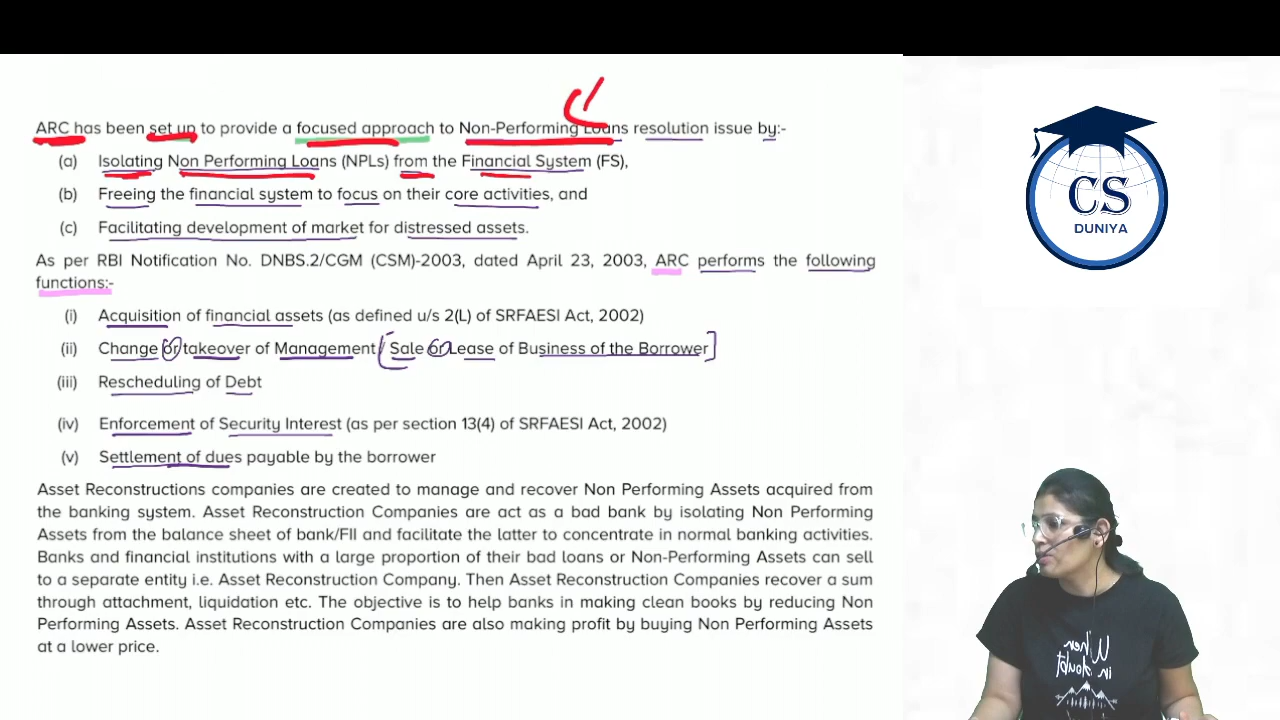 ARC has been set up to provide a focused approach to Non-Performing Loans resolution issue by:-
(a) Isolating Non Performing Loans (NPLs) from the Financial System (FS),
(b) Freeing the financial system to focus on their core activities, and
(c) Facilitating development of market for distressed assets.
As per RBI Notification No. DNBS.2/CGM (CSM)-2003, dated April 23, 2003, ARC performs the following
functions:-
(i) Acquisition of financial assets (as defined u/s 2(L) of SRFAESI Act, 2002)
(ii) Change or takeover of Management/ Sale or Lease of Business of the Borrower
(iii) Rescheduling of Debt
(iv) Enforcement of Security Interest (as per section 13(4) of SRFAESI Act, 2002)
(v) Settlement of dues payable by the borrower
Asset Reconstructions companies are created to manage and recover Non Performing Assets acquired from
the banking system. Asset Reconstruction Companies are act as a bad bank by isolating Non Performing
Assets from the balance sheet of bank/FII and facilitate the latter to concentrate in normal banking activities.
Banks and financial institutions with a large proportion of their bad loans or Non-Performing Assets can sell
to a separate entity i.e. Asset Reconstruction Company. Then Asset Reconstruction Companies recover a sum
through attachment, liquidation etc. The objective is to help banks in making clean books by reducing Non
Performing Assets. Asset Reconstruction Companies are also making profit by buying Non Performing Assets
at a lower price.
CS
DUNIYA
When
in doubt